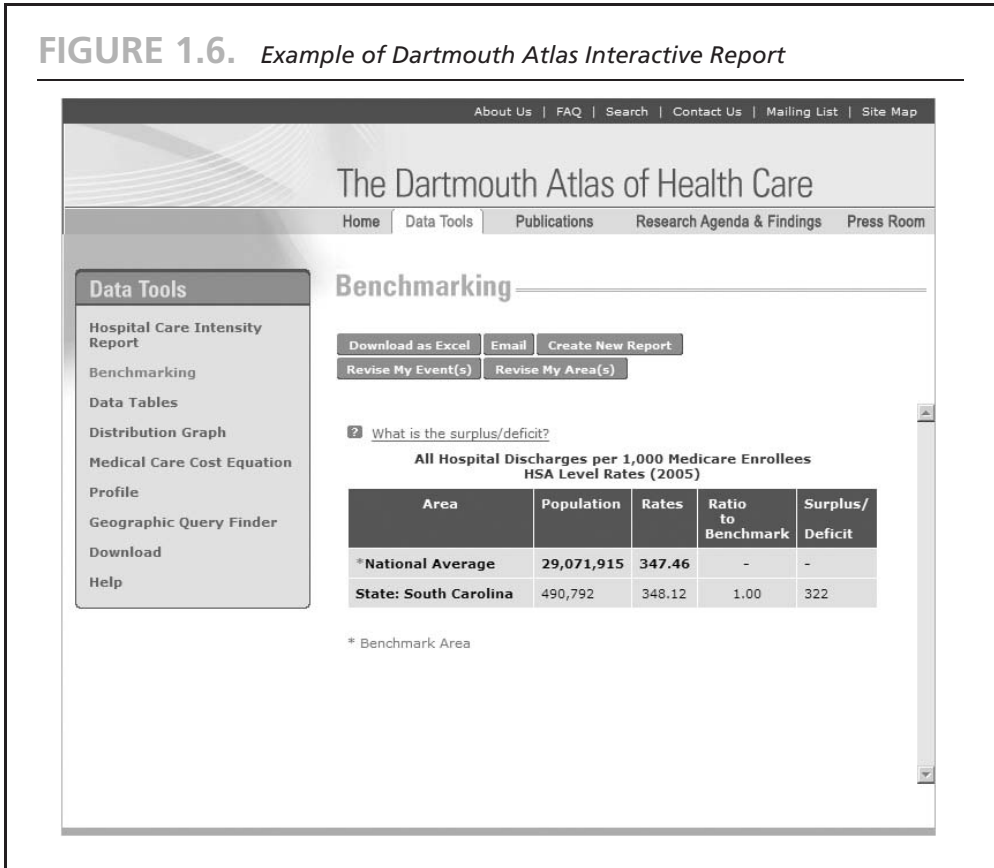 FIGURE 1.6. Example of Dartmouth Atlas Interactive Report
About Us | FAQ | Search | Contact Us | Mailing List | Site Map
The Dartmouth Atlas of Health Care
Home Data Tools Publications Research Agenda & Findings Press Room
Data Tools
Hospital Care Intensity
Report
Benchmarking
Data Tables
Distribution Graph
Medical Care Cost Equation
Profile
Geographic Query Finder
Download
Help
Benchmarking
Download as Excel Email Create New Report
Revise My Event(s) Revise My Area(s)
? What is the surplus/deficit?
All Hospital Discharges per 1,000 Medicare Enrollees
HSA Level Rates (2005)
Area Population Rates Ratio to Benchmark Surplus/ Deficit
*National Average 29,071,915 347.46 - -
State: South Carolina 490,792 348.12 1.00 322
* Benchmark Area